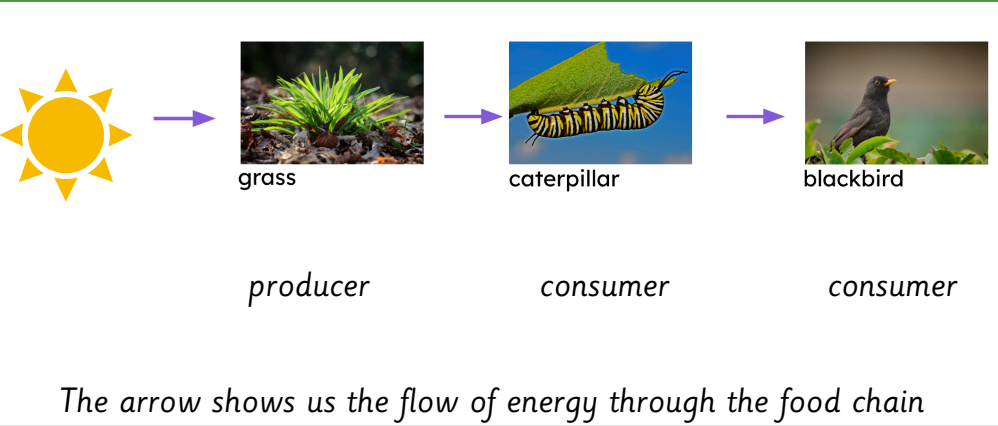 grass caterpillar blackbird
producer consumer consumer
The arrow shows us the flow of energy through the food chain